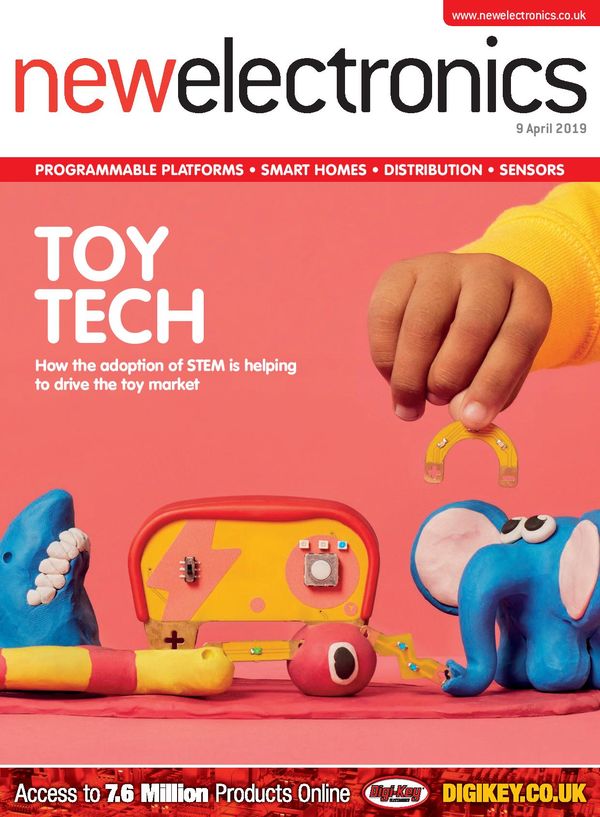 www.newelectronics.co.uk
newelectronics
9 April 2019
PROGRAMMABLE PLATFORMS • SMART HOMES • DISTRIBUTION • SENSORS
TOY
TECH
How the adoption of STEM is helping
to drive the toy market
Access to 7.6 Million Products Online
Digi-Key
ELECTRONICS
DIGIKEY.CO.UK